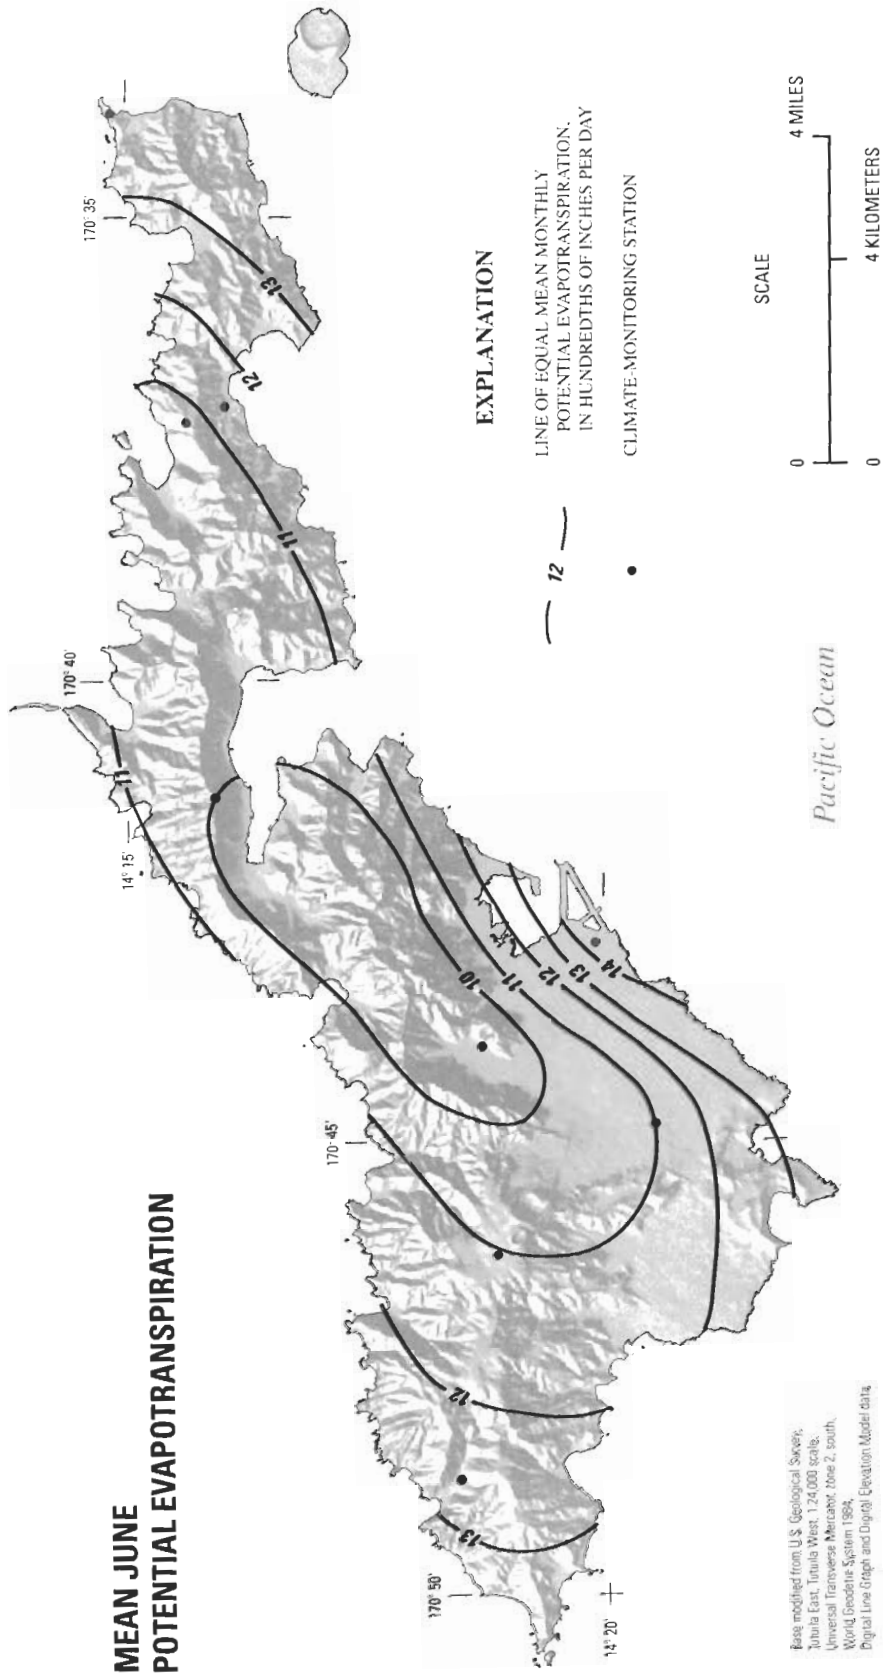 MEAN JUNE
POTENTIAL EVAPOTRANSPIRATION
170° 50'
170° 45'
170° 40'
170° 35'
14° 15'
14° 20'
13
12
11
10
11
12
13
14
11
11
12
13
EXPLANATION
12
LINE OF EQUAL MEAN MONTHLY
POTENTIAL EVAPOTRANSPIRATION,
IN HUNDREDTHS OF INCHES PER DAY
CLIMATE-MONITORING STATION
Pacific Ocean
SCALE
0
4 MILES
0
4 KILOMETERS
Base modified from U.S. Geological Survey,
Tutuila East, Tutuila West, 1:24,000 scale.
Universal Transverse Mercator, zone 2, south.
World Geodetic System 1984,
Digital Line Graph and Digital Elevation Model data